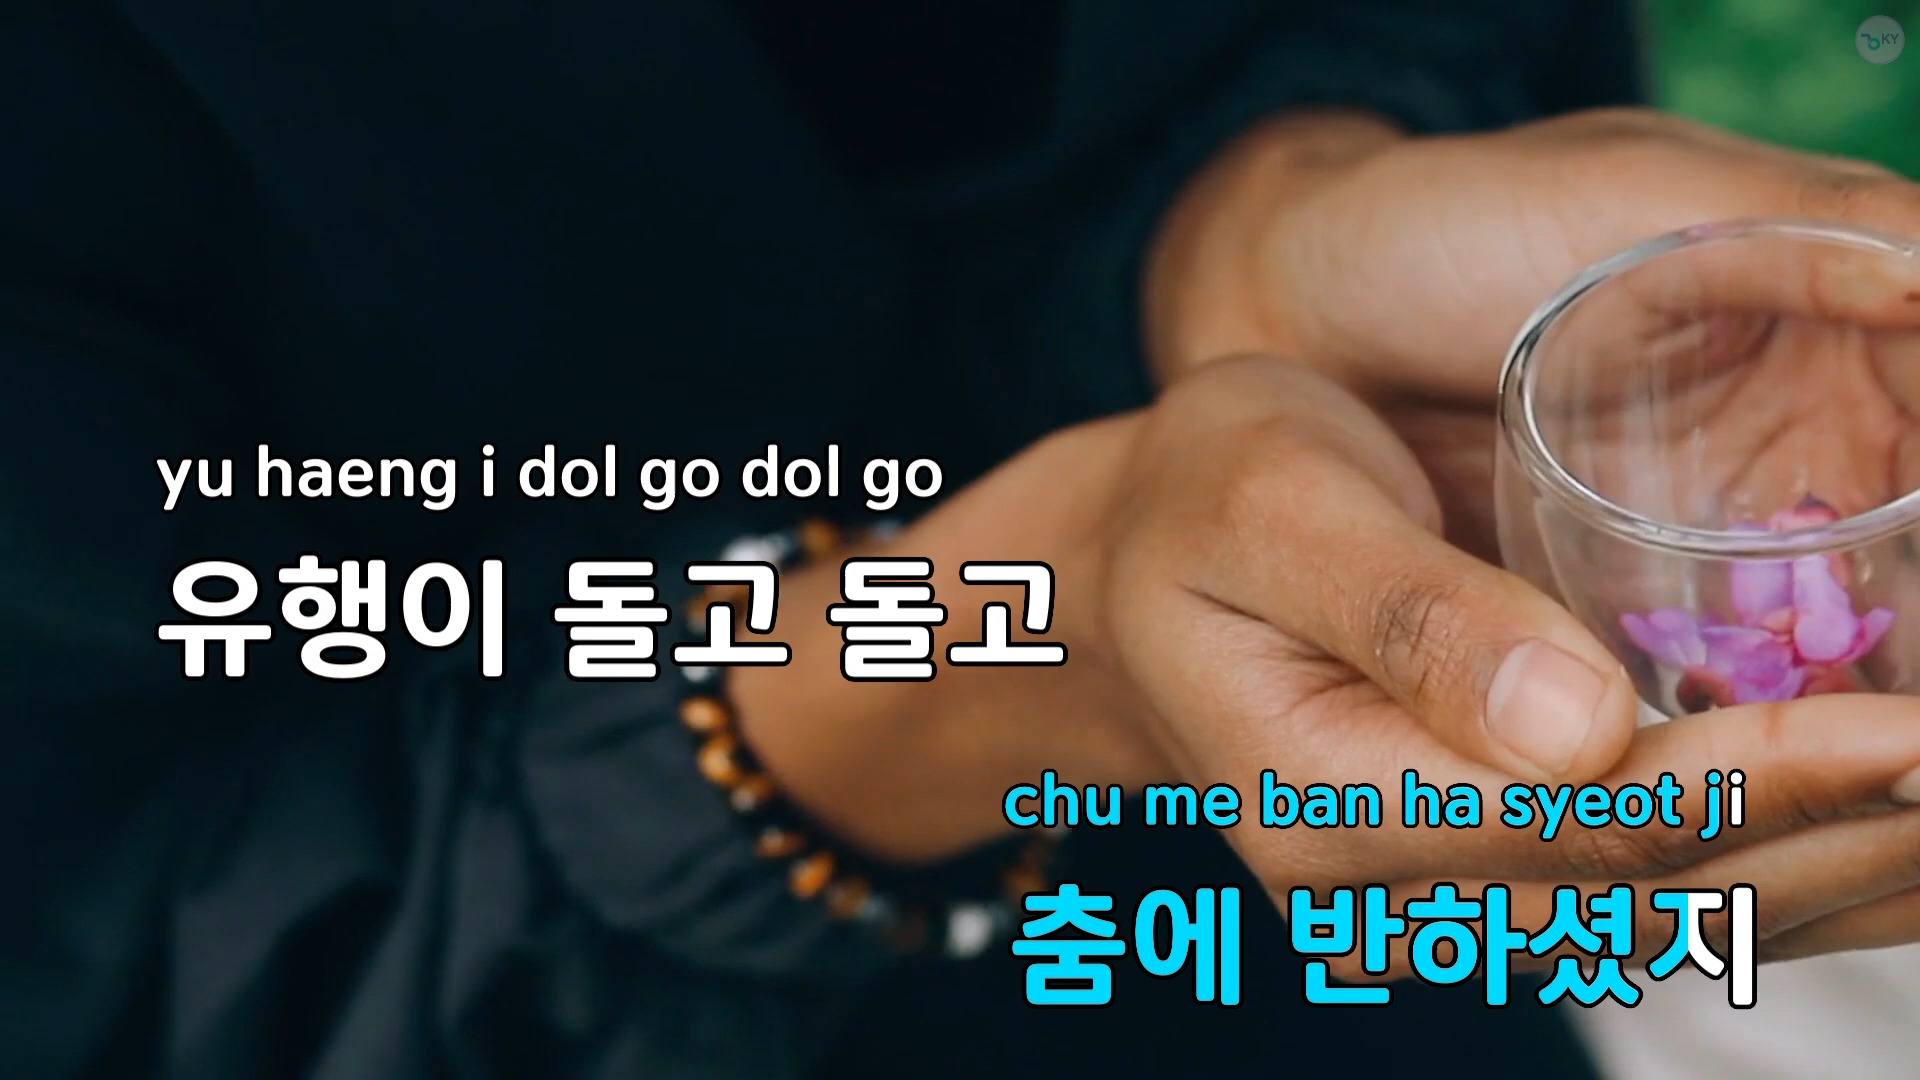 KY
yu haeng i dol go dol go
유행이 돌고 돌고
chu me ban ha syeot ji
춤에 반하셨지